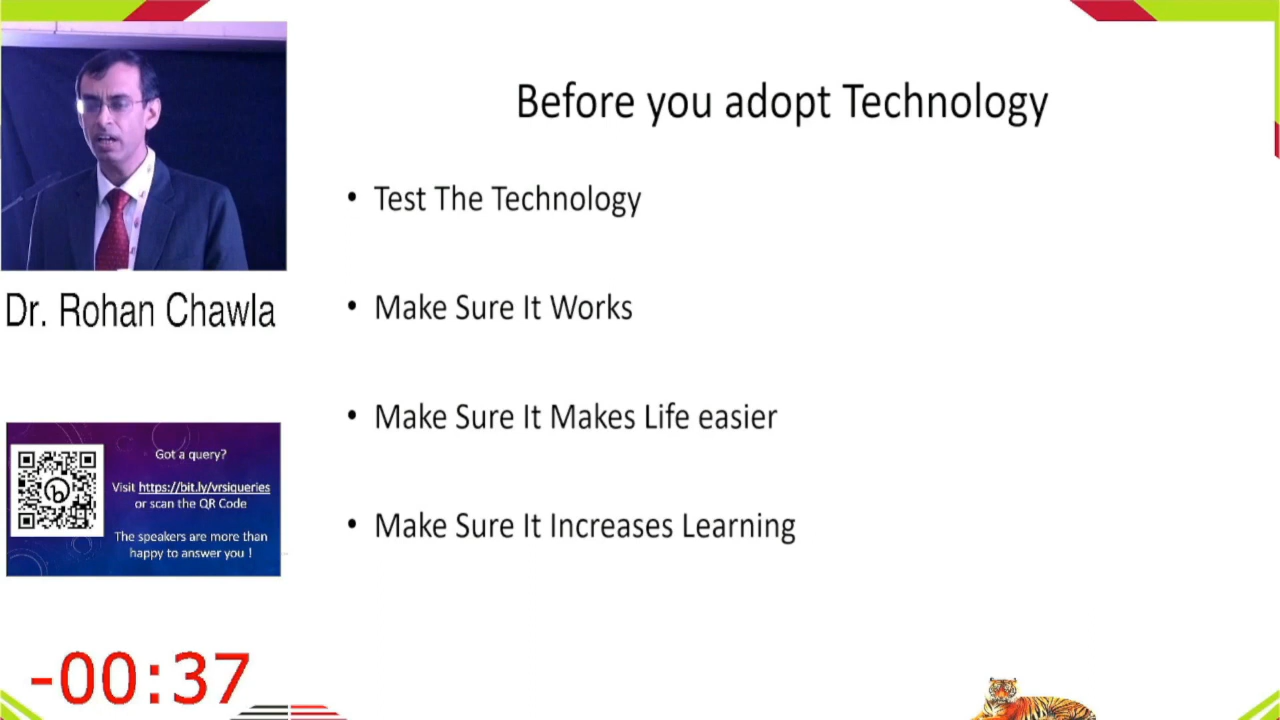 Before you adopt Technology
• Test The Technology
• Make Sure It Works
• Make Sure It Makes Life easier
• Make Sure It Increases Learning
Dr. Rohan Chawla
Got a query?
Visit https://bit.ly/vrsiqueries
or scan the QR Code
The speakers are more than
happy to answer you !
-00:37